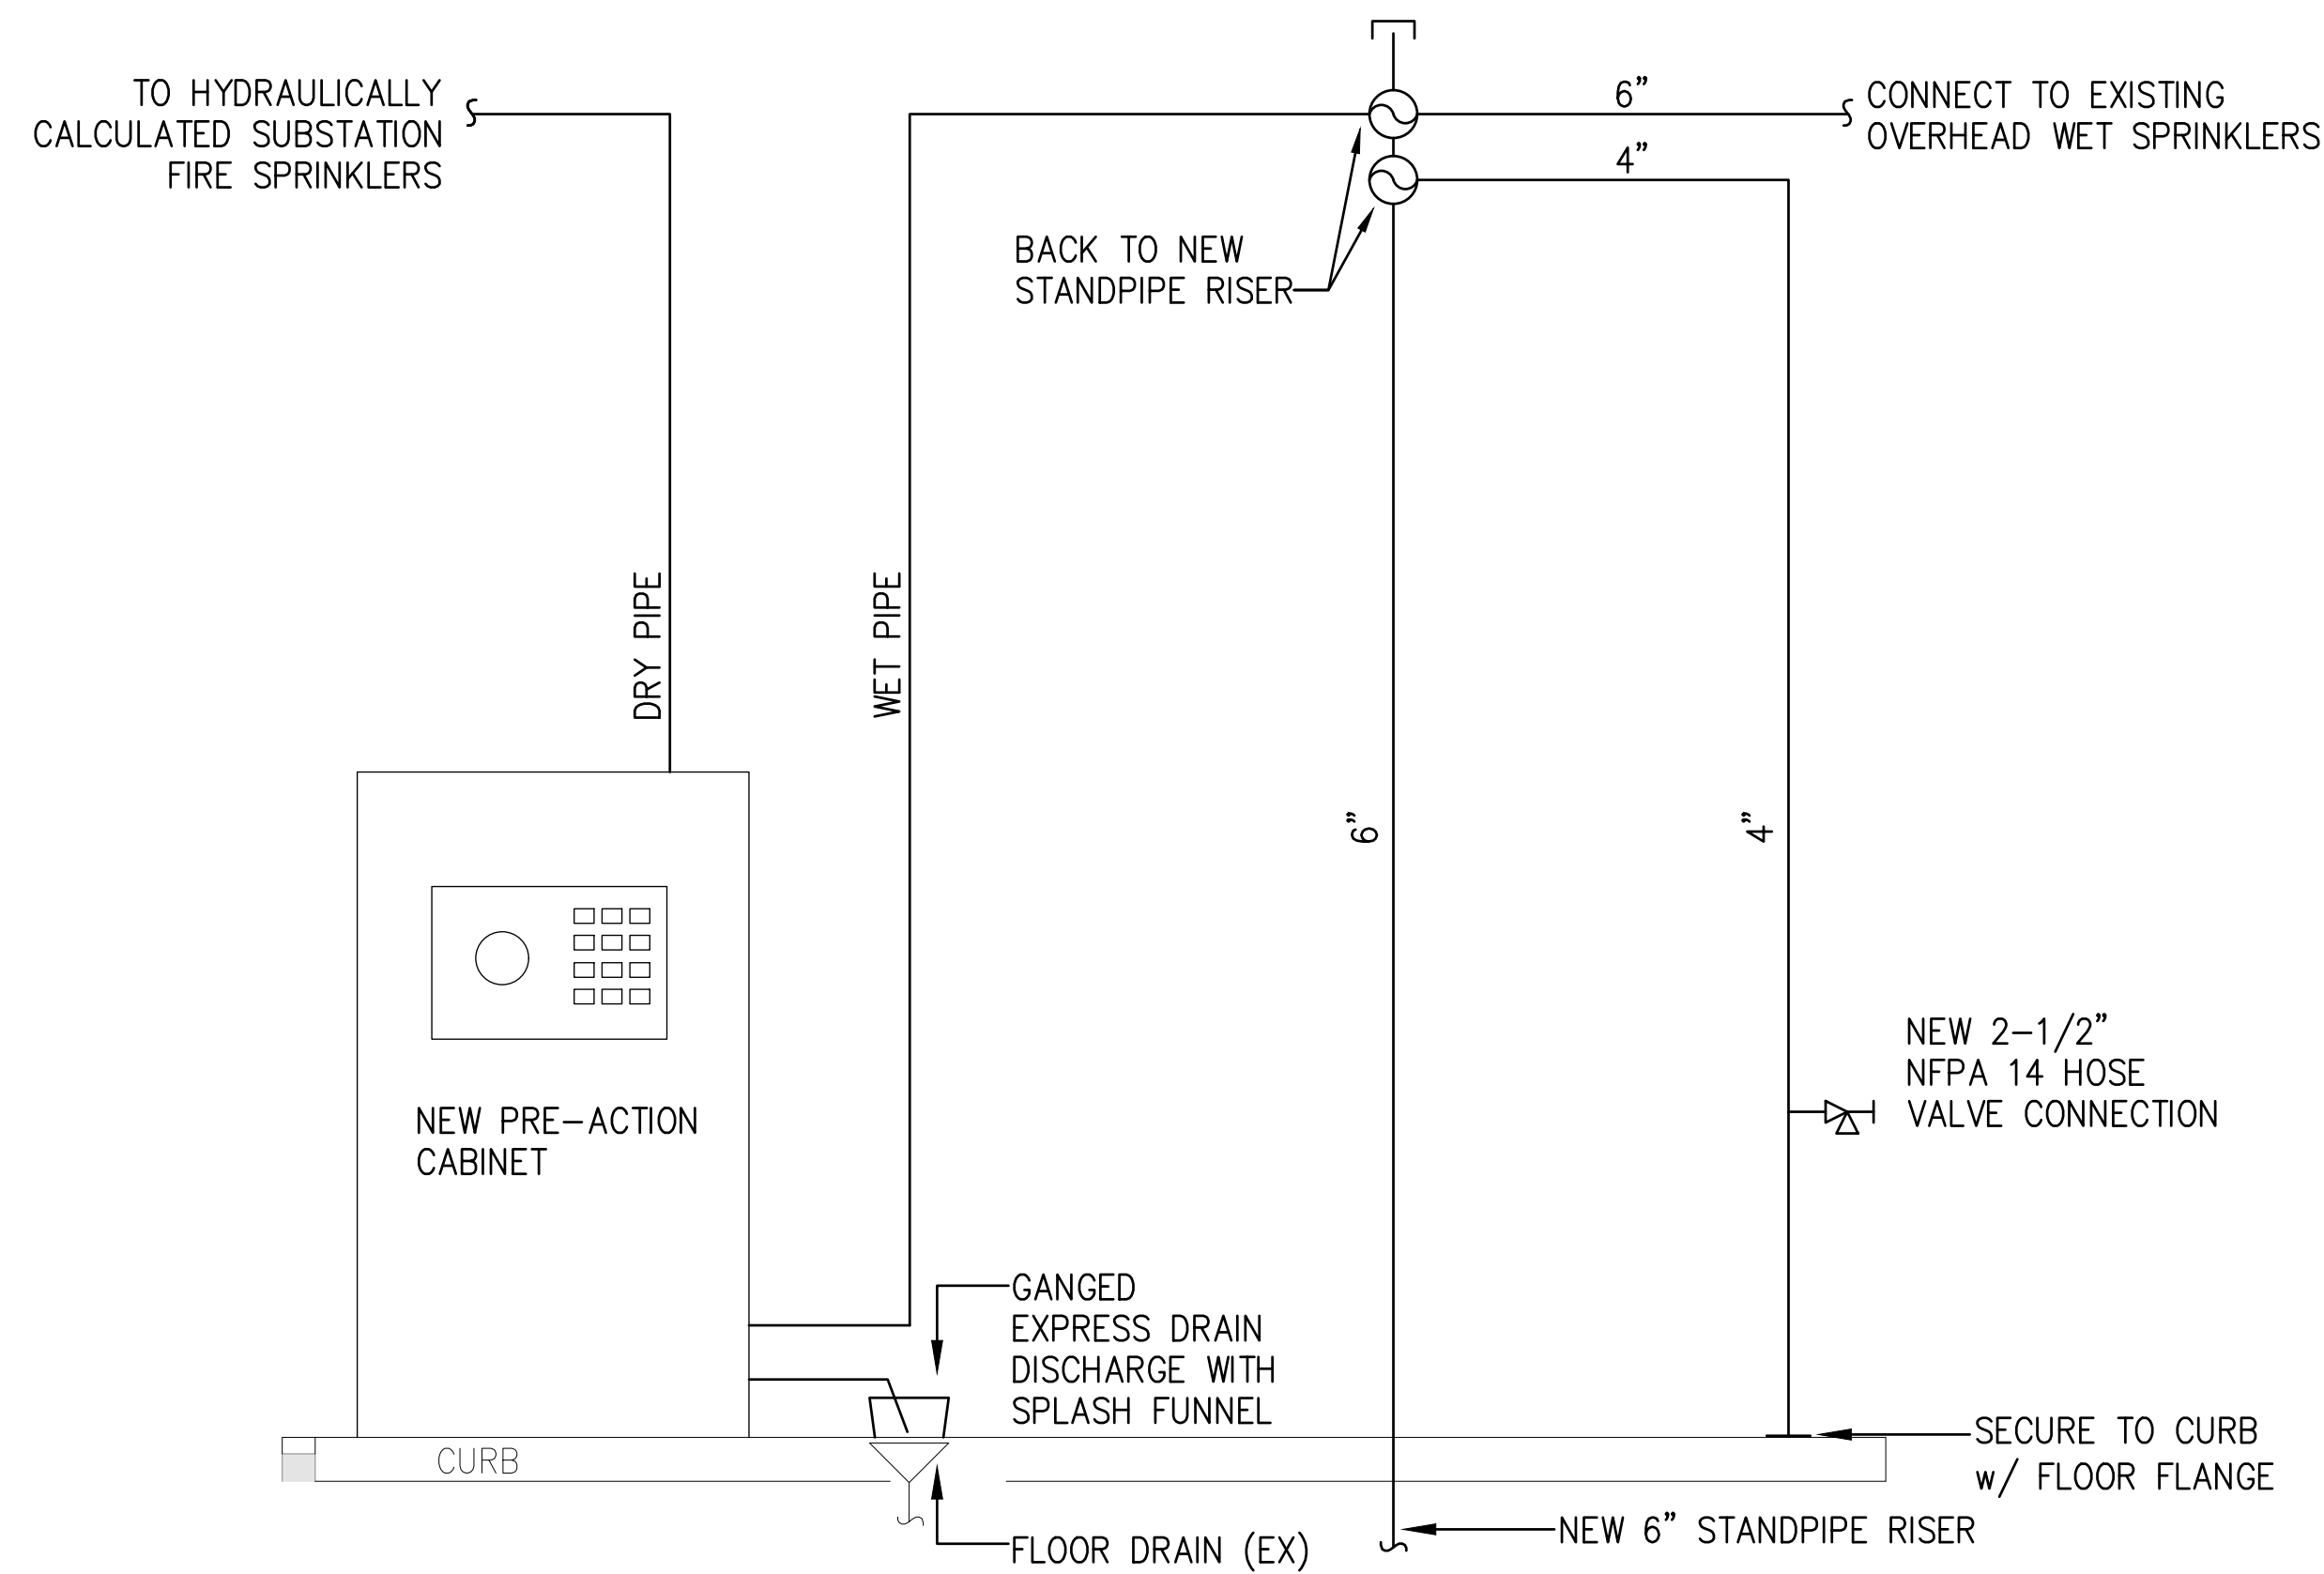 TO HYDRAULICALLY
CALCULATED SUBSTATION
FIRE SPRINKLERS
6”
CONNECT TO EXISTING
OVERHEAD WET SPRINKLERS
4”
BACK TO NEW
STANDPIPE RISER
DRY PIPE
WET PIPE
6”
4”
NEW PRE-ACTION
CABINET
NEW 2-1/2”
NFPA 14 HOSE
VALVE CONNECTION
GANGED
EXPRESS DRAIN
DISCHARGE WITH
SPLASH FUNNEL
CURB
SECURE TO CURB
w/ FLOOR FLANGE
NEW 6” STANDPIPE RISER
FLOOR DRAIN (EX)